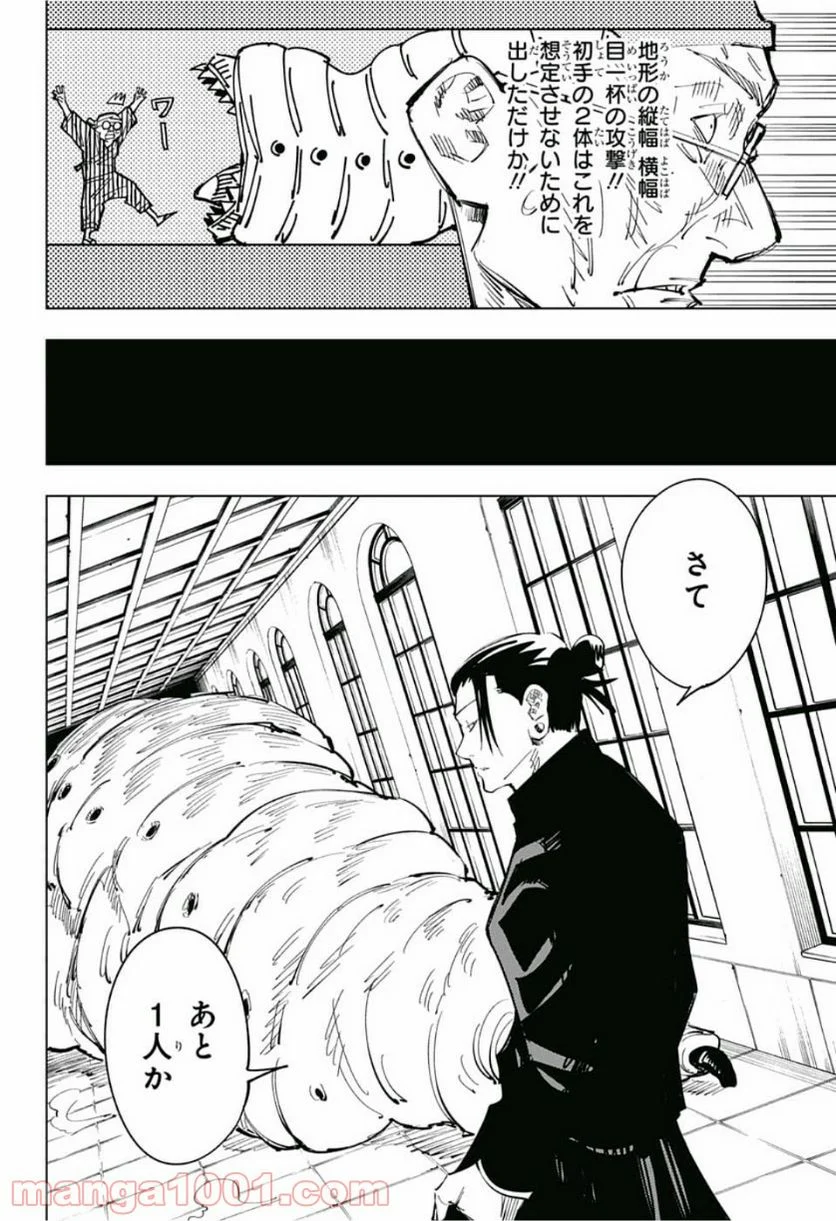 地形の縦幅 横幅
目一杯の攻撃!!
初手の2体はこれを
想定させないために
出しただけか!!
ワー
さて
あと
1人か
manga1001.com